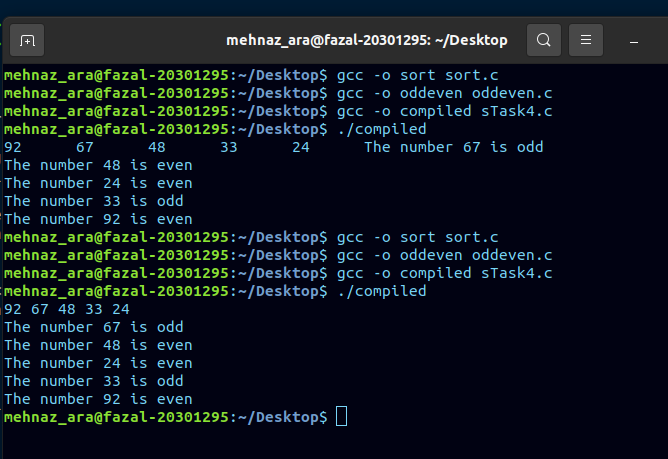 mehnaz_ara@fazal-20301295: ~/Desktop
mehnaz_ara@fazal-20301295:~/Desktop$ gcc -o sort sort.c
mehnaz_ara@fazal-20301295:~/Desktop$ gcc -o oddeven oddeven.c
mehnaz_ara@fazal-20301295:~/Desktop$ gcc -o compiled sTask4.c
mehnaz_ara@fazal-20301295:~/Desktop$ ./compiled
92      67      48      33      24      The number 67 is odd
The number 48 is even
The number 24 is even
The number 33 is odd
The number 92 is even
mehnaz_ara@fazal-20301295:~/Desktop$ gcc -o sort sort.c
mehnaz_ara@fazal-20301295:~/Desktop$ gcc -o oddeven oddeven.c
mehnaz_ara@fazal-20301295:~/Desktop$ gcc -o compiled sTask4.c
mehnaz_ara@fazal-20301295:~/Desktop$ ./compiled
92 67 48 33 24
The number 67 is odd
The number 48 is even
The number 24 is even
The number 33 is odd
The number 92 is even
mehnaz_ara@fazal-20301295:~/Desktop$